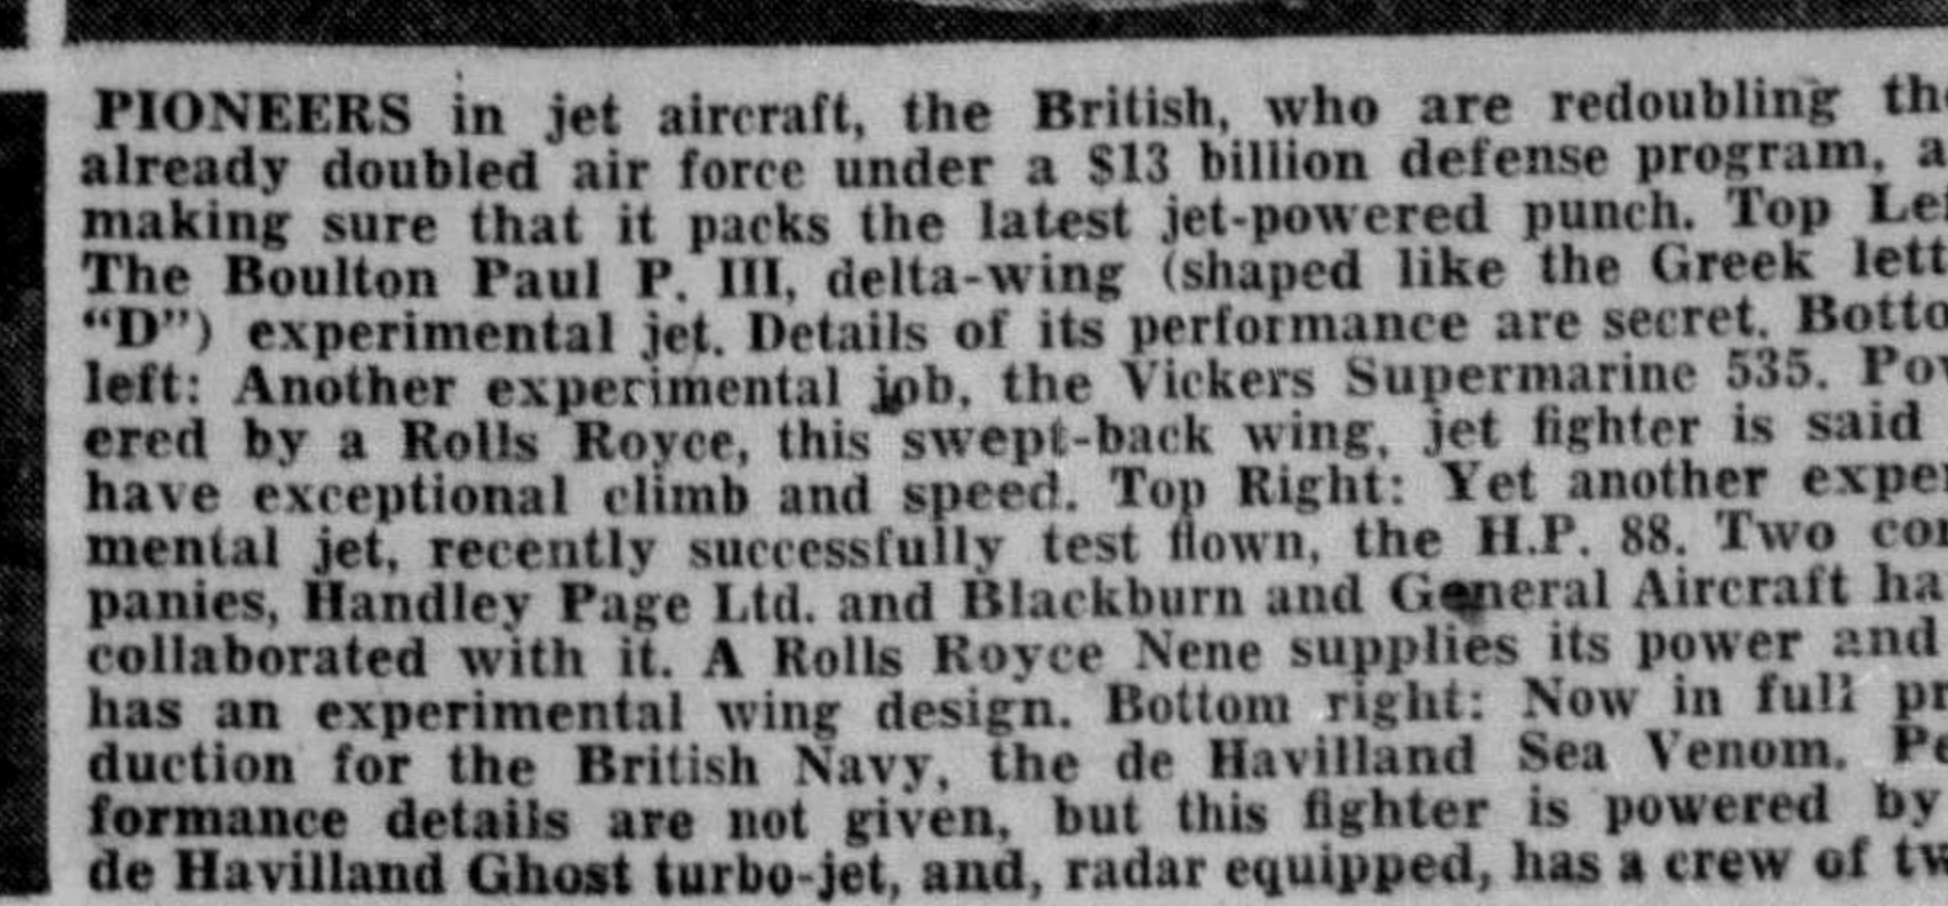 PIONEERS in jet aircraft, the British, who are redoubling th
already doubled air force under a $13 billion defense program, a
making sure that it packs the latest jet-powered punch. Top Lef
The Boulton Paul P. III, delta-wing (shaped like the Greek lett
“D”) experimental jet. Details of its performance are secret. Botto
left: Another experimental job, the Vickers Supermarine 535. Pow
ered by a Rolls Royce, this swept-back wing, jet fighter is said
have exceptional climb and speed. Top Right: Yet another exper
mental jet, recently successfully test flown, the H.P. 88. Two com
panies, Handley Page Ltd. and Blackburn and General Aircraft ha
collaborated with it. A Rolls Royce Nene supplies its power and
has an experimental wing design. Bottom right: Now in full pr
duction for the British Navy, the de Havilland Sea Venom. Pe
formance details are not given, but this fighter is powered by
de Havilland Ghost turbo-jet, and, radar equipped, has a crew of tw